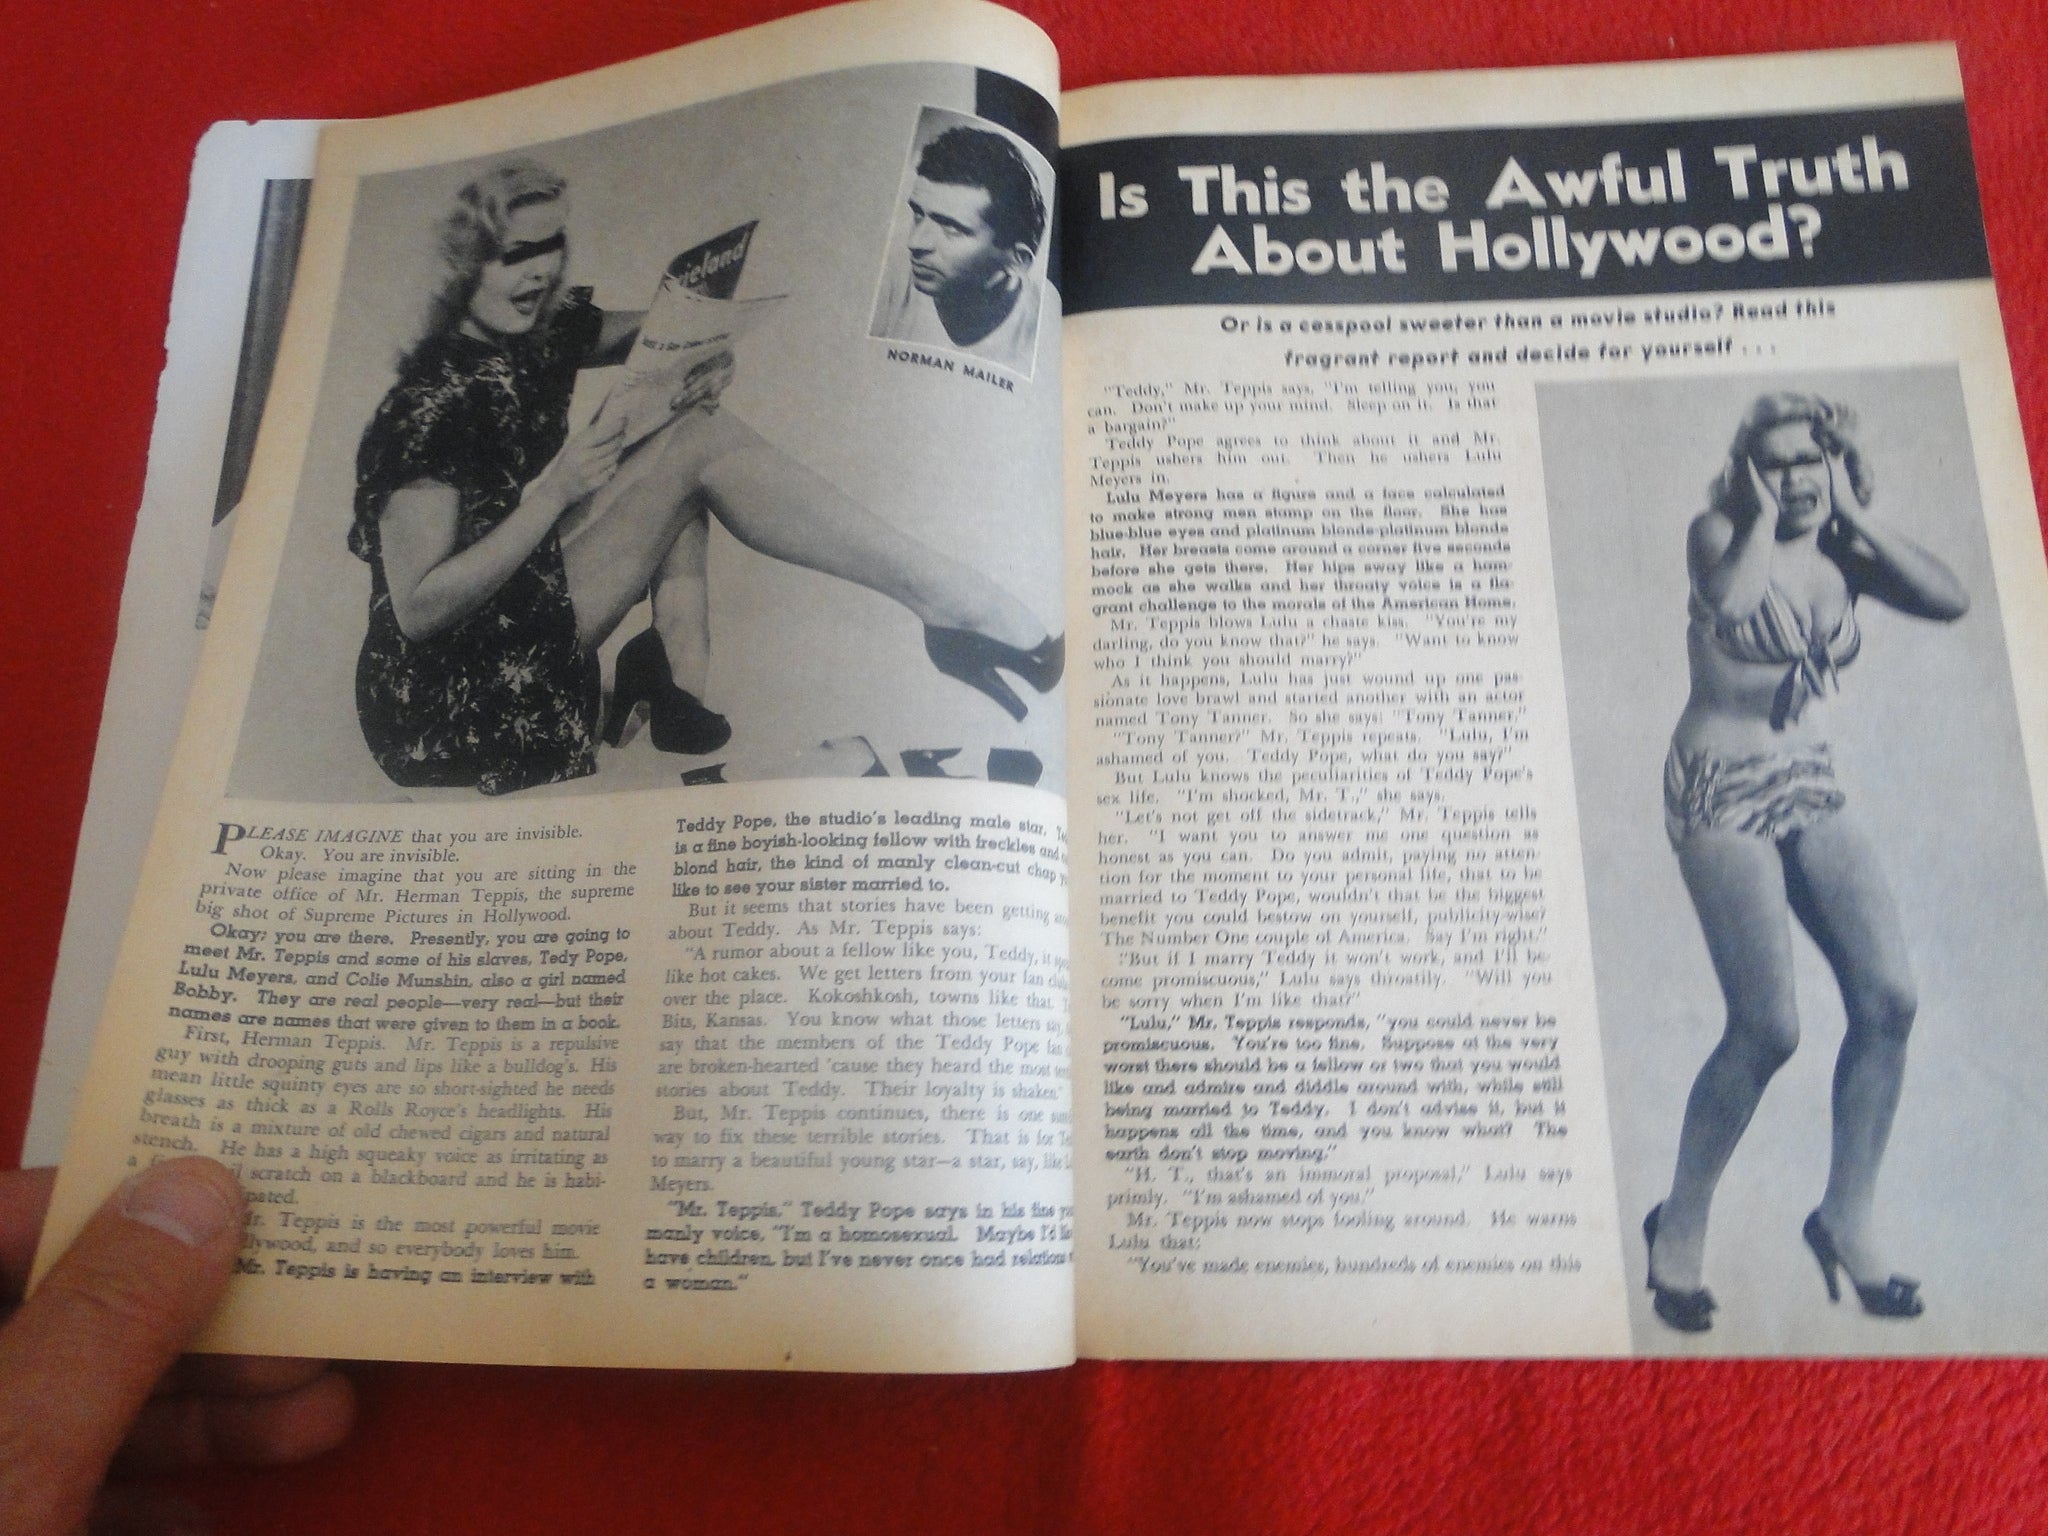 NORMAN MAILER
PLEASE IMAGINE that you are invisible.
Okay. You are invisible.
Now please imagine that you are sitting in the
private office of Mr. Herman Teppis, the supreme
big shot of Supreme Pictures in Hollywood.
Okay; you are there. Presently, you are going to
meet Mr. Teppis and some of his slaves, Tedy Pope,
Lulu Meyers, and Colie Munshin, also a girl named
Bobby. They are real people—very real—but their
names are names that were given to them in a book.
First, Herman Teppis. Mr. Teppis is a repulsive
guy with drooping guts and lips like a bulldog's. His
mean little squinty eyes are so short-sighted he needs
glasses as thick as a Rolls Royce's headlights. His
breath is a mixture of old chewed cigars and natural
stench. He has a high squeaky voice as irritating as
a scratch on a blackboard and he is habi-
pated.
Mr. Teppis is the most powerful movie
and so everybody loves him.
Mr. Teppis is having an interview with
Teddy Pope, the studio's leading male star.
is a fine boyish-looking fellow with freckles and
blond hair, the kind of manly clean-cut chap
like to see your sister married to.
But it seems that stories have been getting
about Teddy. As Mr. Teppis says:
"A rumor about a fellow like you, Teddy, it
like hot cakes. We get letters from your fan
over the place. Kokoshkosh, towns like that.
Bits, Kansas. You know what those letters say,
say that the members of the Teddy Pope fan
are broken-hearted 'cause they heard the most
stories about Teddy. Their loyalty is shaken."
But, Mr. Teppis continues, there is one
way to fix these terrible stories. That is for
to marry a beautiful young star—a star, say, like
Meyers.
"Mr. Teppis," Teddy Pope says in his fine
manly voice, "I'm a homosexual. Maybe I'd
have children, but I've never once had relations
a woman."
Is This the Awful Truth
About Hollywood?
Or is a cesspool sweeter than a movie studio? Read this
fragrant report and decide for yourself . . .
"Teddy," Mr. Teppis says, "I'm telling you, you
can. Don't make up your mind. Sleep on it. Is that
a bargain?"
Teddy Pope agrees to think about it and Mr.
Teppis ushers him out. Then he ushers Lulu
Meyers in.
Lulu Meyers has a figure and a face calculated
to make strong men stamp on the floor. She has
blue-blue eyes and platinum blonde-platinum blonde
hair. Her breasts come around a corner five seconds
before she gets there. Her hips sway like a ham-
mock as she walks and her throaty voice is a fla-
grant challenge to the morals of the American Home.
Mr. Teppis blows Lulu a chaste kiss. "You're my
darling, do you know that?" he says. "Want to know
who I think you should marry?"
As it happens, Lulu has just wound up one pas-
sionate love brawl and started another with an actor
named Tony Tanner. So she says: "Tony Tanner."
"Tony Tanner?" Mr. Teppis repeats. "Lulu, I'm
ashamed of you. Teddy Pope, what do you say?"
But Lulu knows the peculiarities of Teddy Pope's
sex life. "I'm shocked, Mr. T.," she says.
"Let's not get off the sidetrack," Mr. Teppis tells
her. "I want you to answer me one question as
honest as you can. Do you admit, paying no atten-
tion for the moment to your personal life, that to be
married to Teddy Pope, wouldn't that be the biggest
benefit you could bestow on yourself, publicity-wise?
The Number One couple of America. Say I'm right."
"But if I marry Teddy it won't work, and I'll be-
come promiscuous," Lulu says throatily. "Will you
be sorry when I'm like that?"
"Lulu," Mr. Teppis responds, "you could never be
promiscuous. You're too fine. Suppose at the very
worst there should be a fellow or two that you would
like and admire and diddle around with, while still
being married to Teddy. I don't advise it, but it
happens all the time, and you know what? The
earth don't stop moving."
"H. T., that's an immoral proposal," Lulu says
primly. "I'm ashamed of you."
Mr. Teppis now stops fooling around. He warns
Lulu that:
"You've made enemies, hundreds of enemies on this